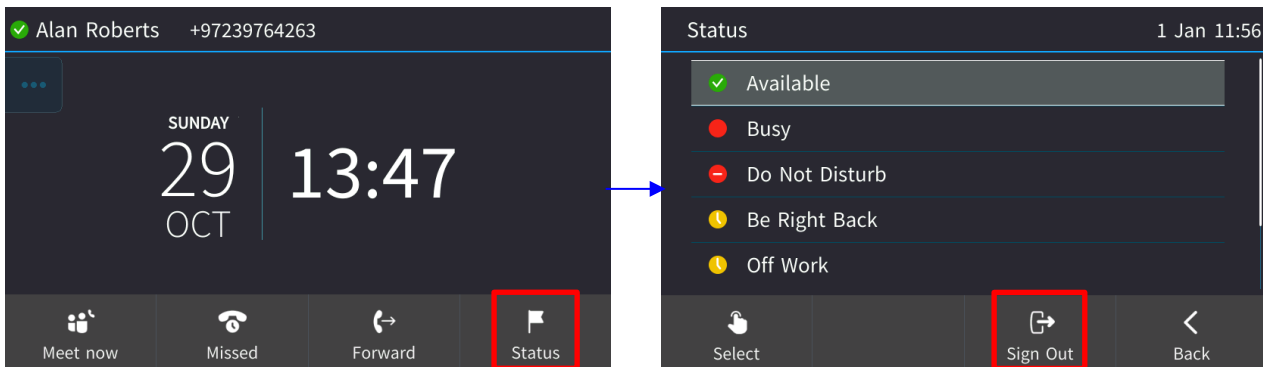 Alan Roberts +97239764263
SUNDAY
29
OCT
13:47
Meet now Missed Forward Status
Status 1 Jan 11:56
Available
Busy
Do Not Disturb
Be Right Back
Off Work
Select Sign Out Back